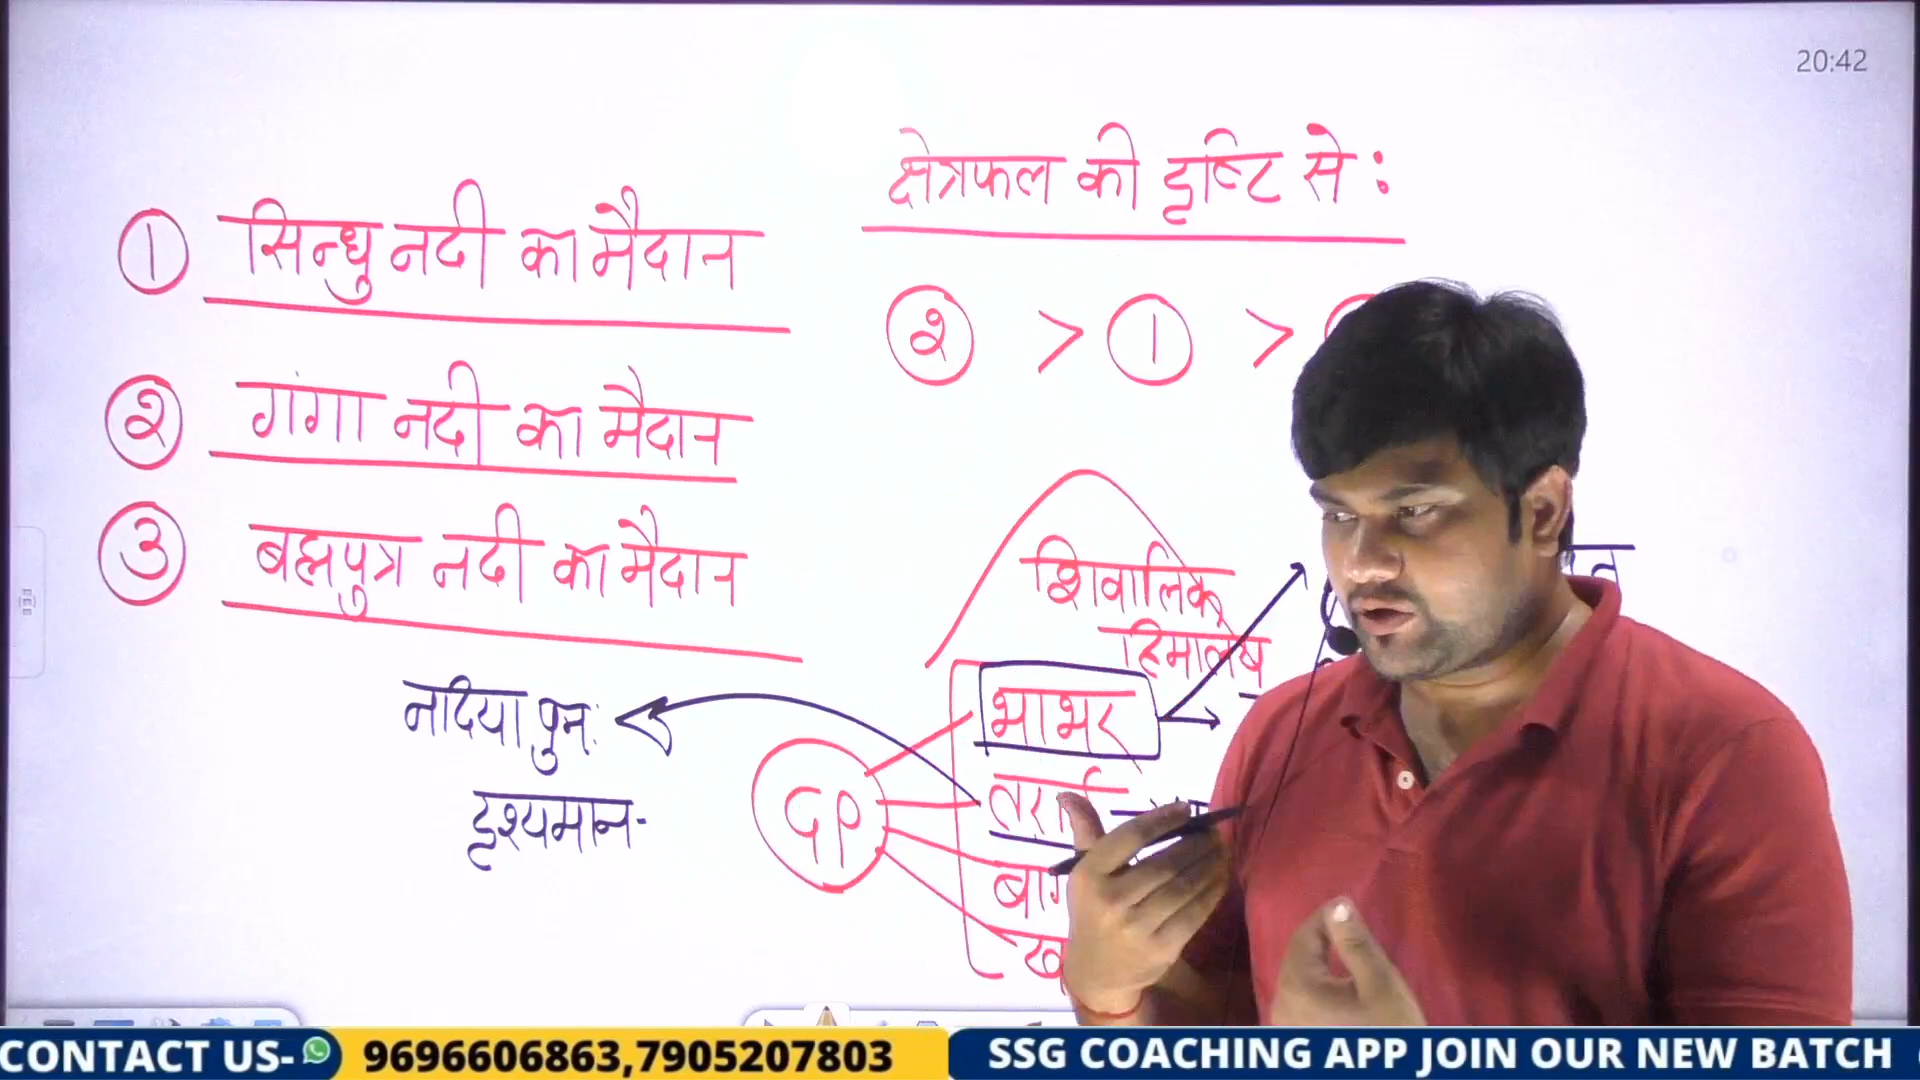 20:42
क्षेत्रफल की दृष्टि से :
① सिन्धु नदी का मैदान
② > ① >
② गंगा नदी का मैदान
③ बह्मपुत्र नदी का मैदान
शिवालिक
हिमालय
नदिया पुनः
दृश्यमान-
भाभर
GP
CONTACT US- 9696606863,7905207803
SSG COACHING APP JOIN OUR NEW BATCH